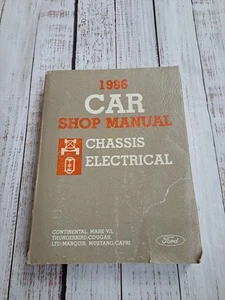 1986
CAR
SHOP MANUAL
CHASSIS
ELECTRICAL
CONTINENTAL, MARK VII,
THUNDERBIRD, COUGAR,
LTD/MARQUIS, MUSTANG, CAPRI
Ford